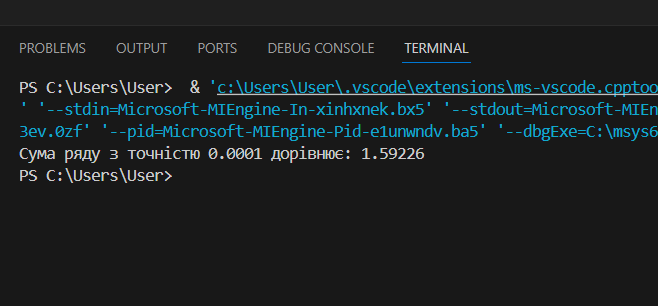 PROBLEMS OUTPUT PORTS DEBUG CONSOLE TERMINAL
PS C:\Users\User>  & 'c:\Users\User\.vscode\extensions\ms-vscode.cpptoo
' '--stdin=Microsoft-MIEngine-In-xinhxnek.bx5' '--stdout=Microsoft-MIEn
3ev.0zf' '--pid=Microsoft-MIEngine-Pid-e1unwndv.ba5' '--dbgExe=C:\msys6
Сума ряду з точністю 0.0001 дорівнює: 1.59226
PS C:\Users\User>